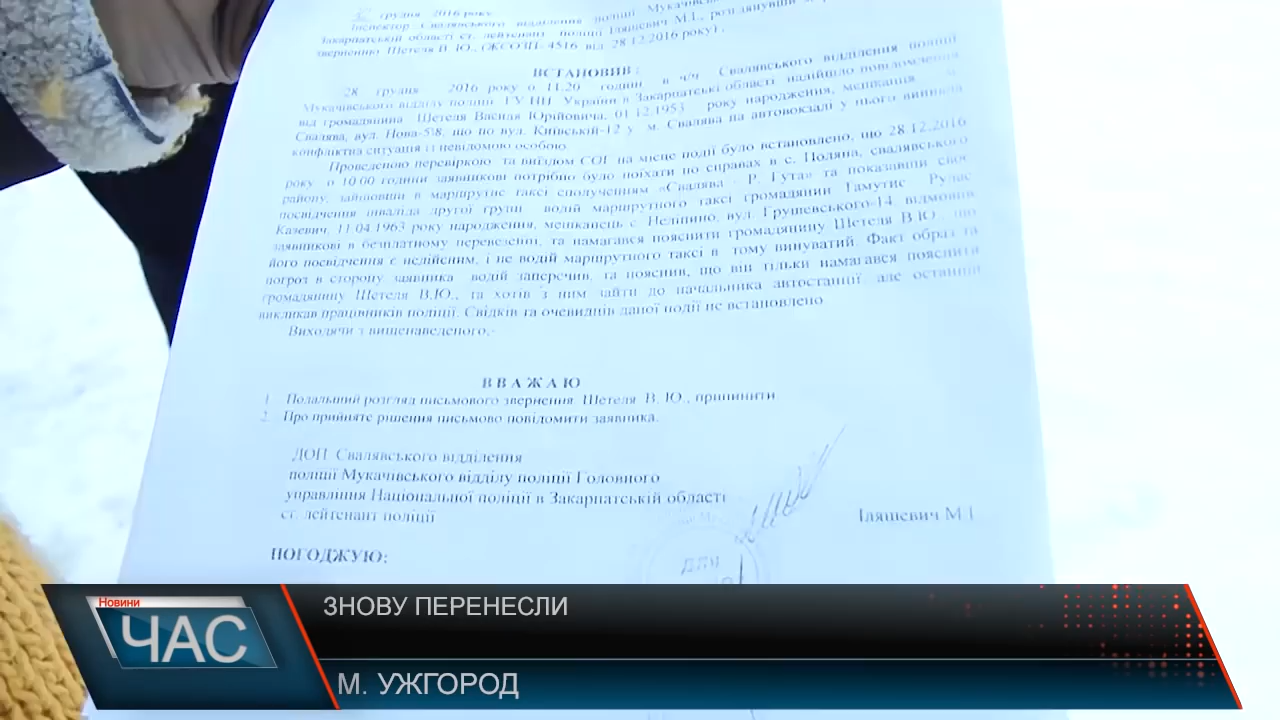 грудня 2016 року
Інспектор Свалявського відділення поліції
Закарпатській області ст. лейтенант поліції Іляшевич М.І., розглянувши
зверненню Шетеля В. Ю., (ЖЄОЗП- 4516 від 28.12.2016 року) ,
ВСТАНОВИВ :
28 грудня 2016 року о 11.20 годині в ч/ч Свалявського відділення поліції
Мукачівського відділу поліції ГУ НП України в Закарпатські області надійшло повідомлення
від громадянина Шетеля Василя Юрійовича, 01.12.1953 року народження, мешканця м.
Свалява, вул. Нова-5\8, що по вул. Київській-12 у м. Свалява на автовокзалі у нього виникла
конфліктна ситуація із невідомою особою.
Проведеною перевіркою та виїздом СОГ на місце події було встановлено, що 28.12.2016
року о 10.00 години заявникові потрібно було поїхати по справах в с. Поляна, свалявського
району, зайшовши в маршрутне таксі сполученням «Свалява - Р. Гута» та показавши своє
посвідчення інваліда другої групи водій маршрутного таксі громадянин Гамутис
Казевич, 11.04.1963 року народження, мешканець с. Неліпино, вул. Грушевського-14, відмовив
заявникові в безплатному перевезенні, та намагався пояснити громадянину Шетеля В.Ю., що
його посвідчення є недійсним, і не водій маршрутного таксі в тому винуватий. Факт образ та
погроз в сторону заявника водій заперечив, та пояснив, що він тільки намагався пояснити
громадянину Шетеля В.Ю., та хотів з ним зайти до начальника автостанції, але останній
викликав працівників поліції. Свідків та очевидців даної події не встановлено.
Виходячи з вищенаведеного,-
В В А Ж А Ю
1. Подальший розгляд письмового звернення Шетеля В. Ю., припинити.
2. Про прийняте рішення письмово повідомити заявника.
ДОП Свалявського відділення
поліції Мукачівського відділу поліції Головного
управління Національної поліції в Закарпатській області
ст. лейтенант поліції
Іляшевич М.І.
ПОГОДЖУЮ:
Новини
ЧАС
ЗНОВУ ПЕРЕНЕСЛИ
М. УЖГОРОД